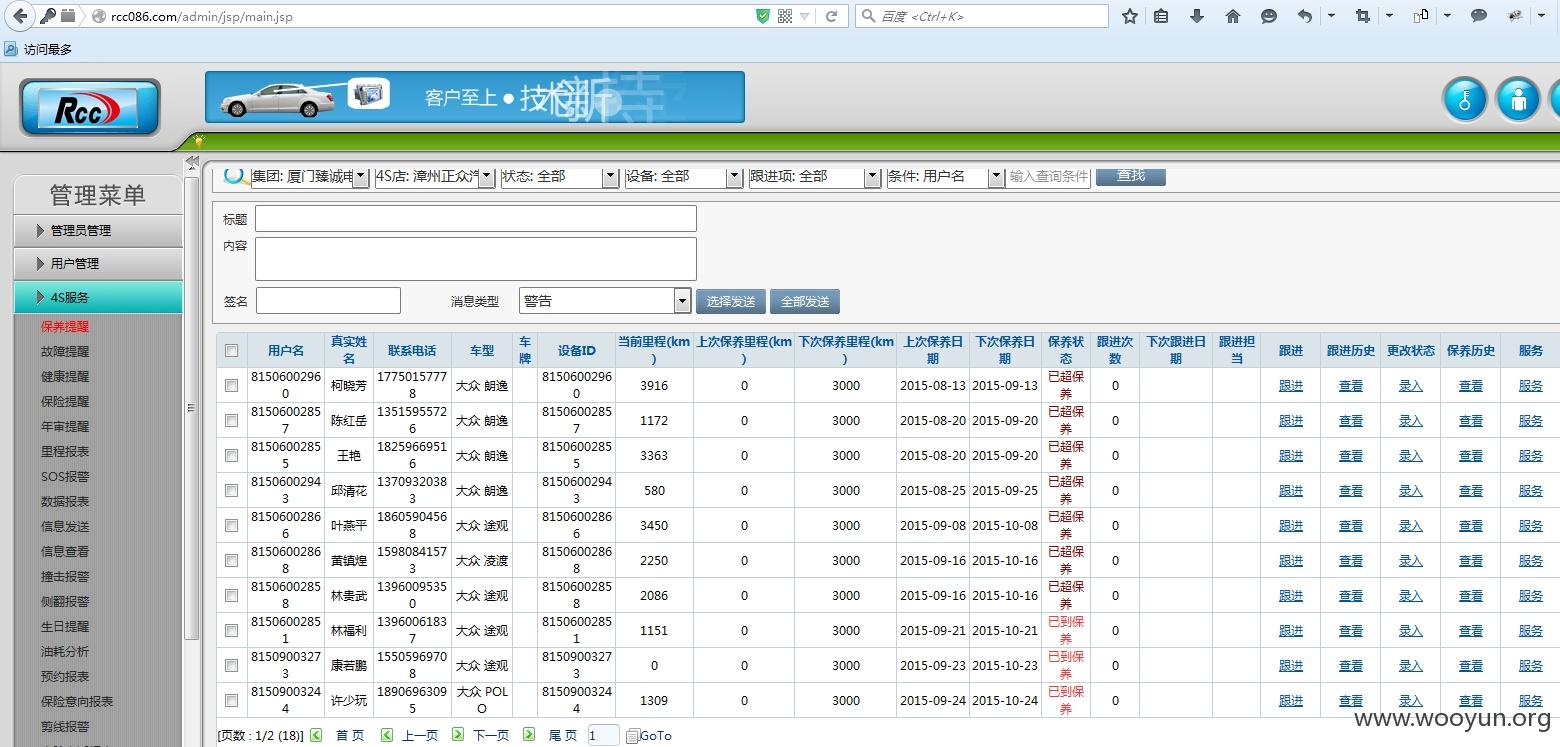 rcc086.com/admin/jsp/main.jsp
百度 <Ctrl+K>
访问最多
Rcc
客户至上 ● 技
管理菜单
管理员管理
用户管理
4S服务
保养提醒
故障提醒
健康提醒
保险提醒
年审提醒
里程报表
SOS报警
数据报表
信息发送
信息查看
撞击报警
侧翻报警
生日提醒
油耗分析
预约报表
保险意向报表
剪线报警
集团: 厦门臻诚电 4S店: 漳州正众汽 状态: 全部 设备: 全部 跟进项: 全部 条件: 用户名 输入查询条件 查找
标题
内容
签名 消息类型 警告 选择发送 全部发送
用户名 真实姓名 联系电话 车型 车牌 设备ID 当前里程(km) 上次保养里程(km) 下次保养里程(km) 上次保养日期 下次保养日期 保养状态 跟进次数 下次跟进日期 跟进担当 跟进 跟进历史 更改状态 保养历史 服务
81506002960 柯晓芳 17750157778 大众 朗逸 81506002960 3916 0 3000 2015-08-13 2015-09-13 已超保养 0 跟进 查看 录入 查看 服务
81506002857 陈红岳 13515955726 大众 朗逸 81506002857 1172 0 3000 2015-08-20 2015-09-20 已超保养 0 跟进 查看 录入 查看 服务
81506002855 王艳 18259669516 大众 朗逸 81506002855 3363 0 3000 2015-08-20 2015-09-20 已超保养 0 跟进 查看 录入 查看 服务
81506002943 邱清花 13709320383 大众 朗逸 81506002943 580 0 3000 2015-08-25 2015-09-25 已超保养 0 跟进 查看 录入 查看 服务
81506002866 叶燕平 18605904568 大众 途观 81506002866 3450 0 3000 2015-09-08 2015-10-08 已超保养 0 跟进 查看 录入 查看 服务
81506002868 黄镇煌 15980841573 大众 凌渡 81506002868 2250 0 3000 2015-09-16 2015-10-16 已超保养 0 跟进 查看 录入 查看 服务
81506002858 林贵武 13960095350 大众 途观 81506002858 2086 0 3000 2015-09-16 2015-10-16 已超保养 0 跟进 查看 录入 查看 服务
81506002851 林福利 13960061837 大众 途观 81506002851 1151 0 3000 2015-09-21 2015-10-21 已到保养 0 跟进 查看 录入 查看 服务
81509003273 康若鹏 15505969708 大众 途观 81509003273 0 0 3000 2015-09-23 2015-10-23 已到保养 0 跟进 查看 录入 查看 服务
81509003244 许少玩 18906963095 大众 POLO 81509003244 1309 0 3000 2015-09-24 2015-10-24 已到保养 0 跟进 查看 录入 查看 服务
[页数 : 1/2 (18)] 首 页 上一页 下一页 尾 页 1 GoTo
www.wooyun.org